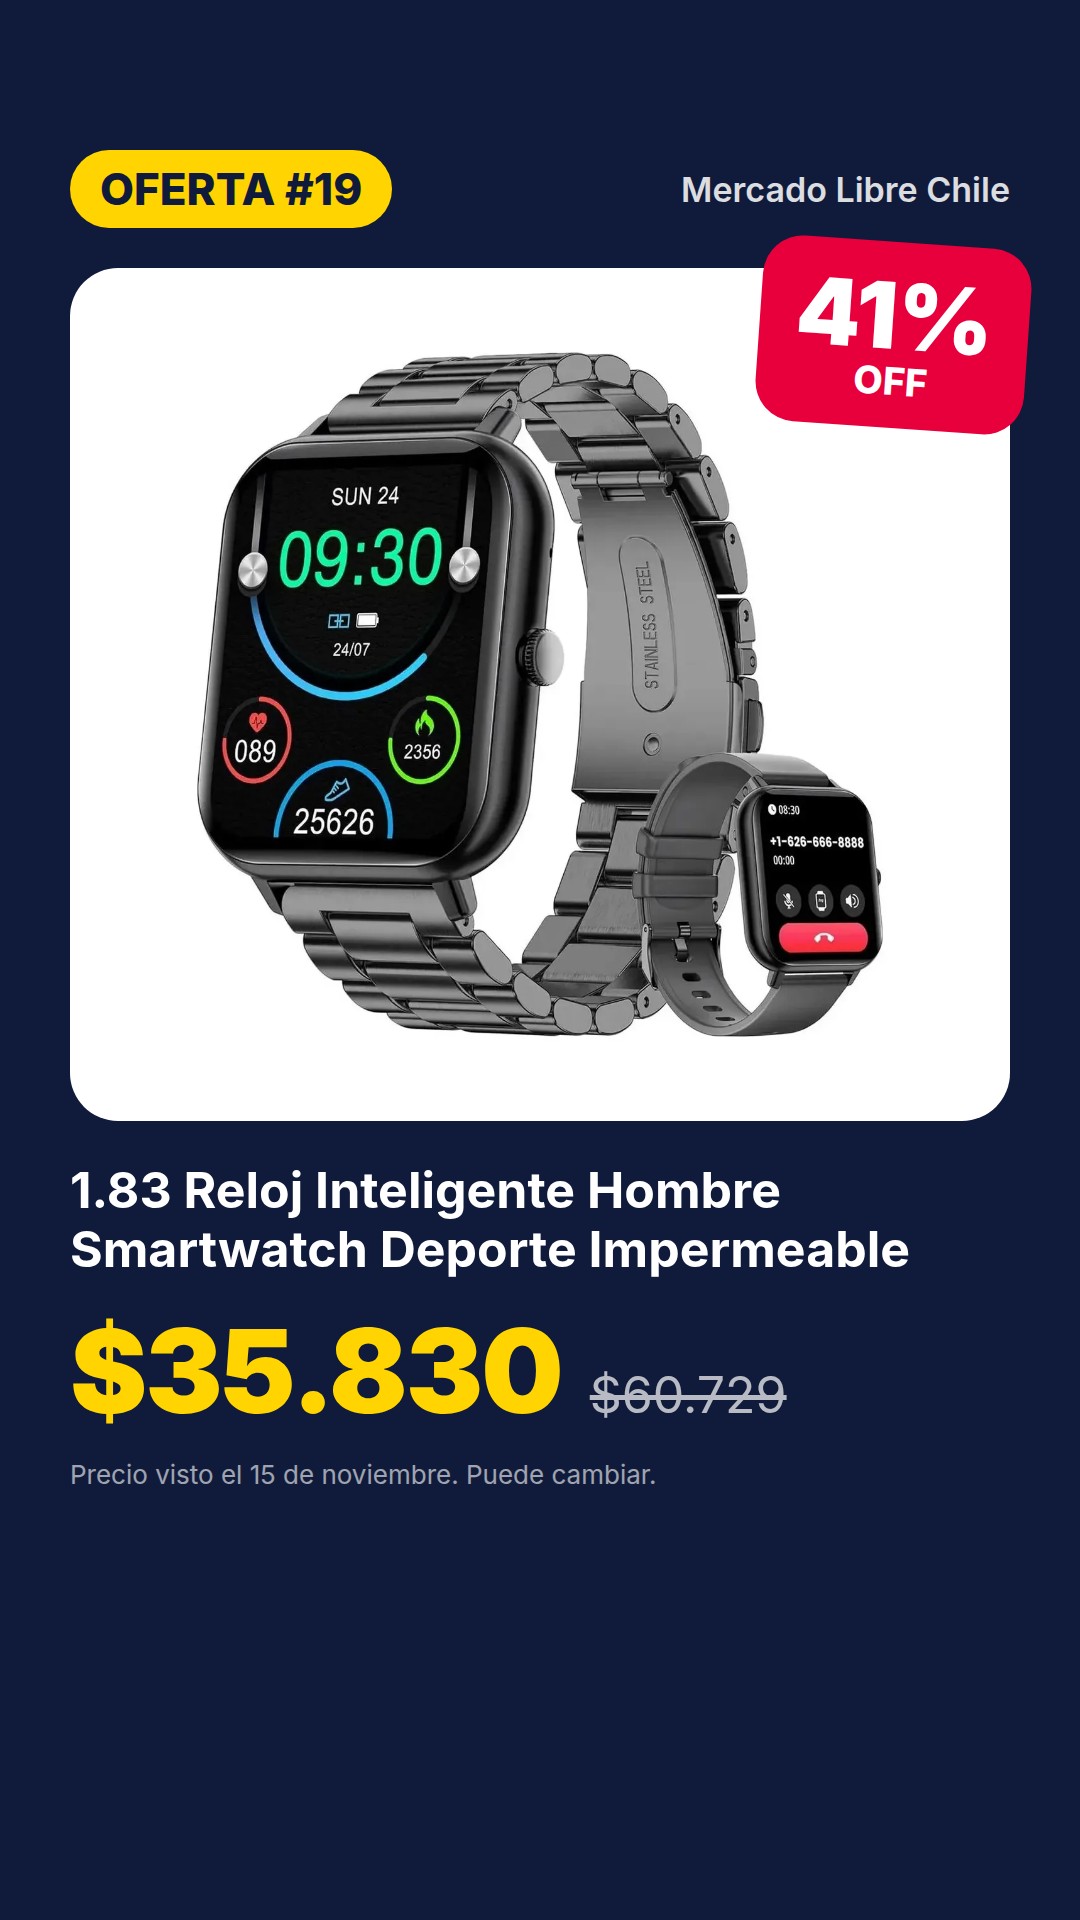 OFERTA #19
Mercado Libre Chile
41%
OFF
SUN 24
09:30
24/07
089
2356
25626
STAINLESS STEEL
08:30
+1-626-666-8888
00:00
1.83 Reloj Inteligente Hombre
Smartwatch Deporte Impermeable
$35.830 $60.729
Precio visto el 15 de noviembre. Puede cambiar.